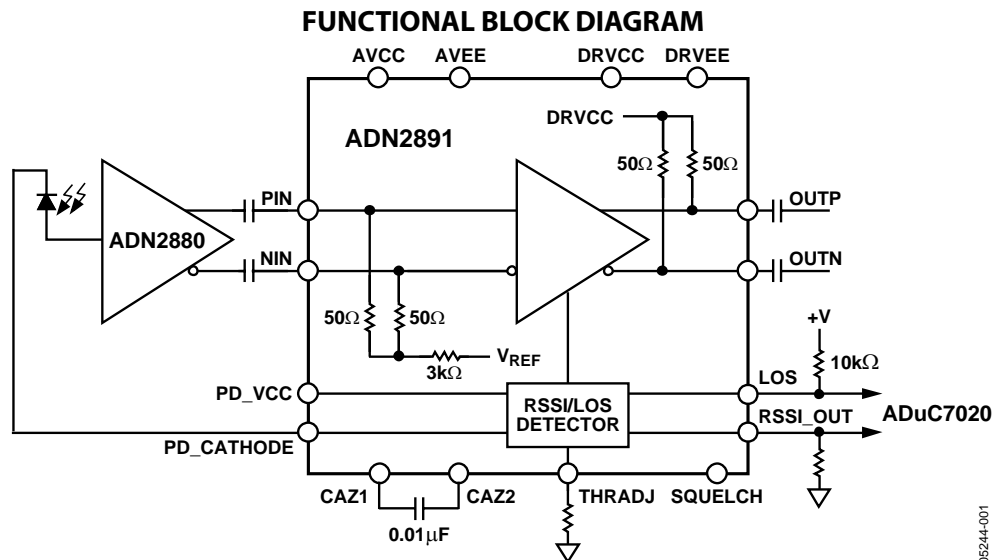 FUNCTIONAL BLOCK DIAGRAM
AVCC AVEE DRVCC DRVEE
DRVCC
ADN2891
50Ω 50Ω
PIN OUTP
ADN2880
NIN OUTN
50Ω 50Ω
+V
VREF
3kΩ
10kΩ
PD_VCC LOS
RSSI/LOS
DETECTOR
RSSI_OUT
ADuC7020
PD_CATHODE
CAZ1 CAZ2 THRADJ SQUELCH
0.01μF
05244-001